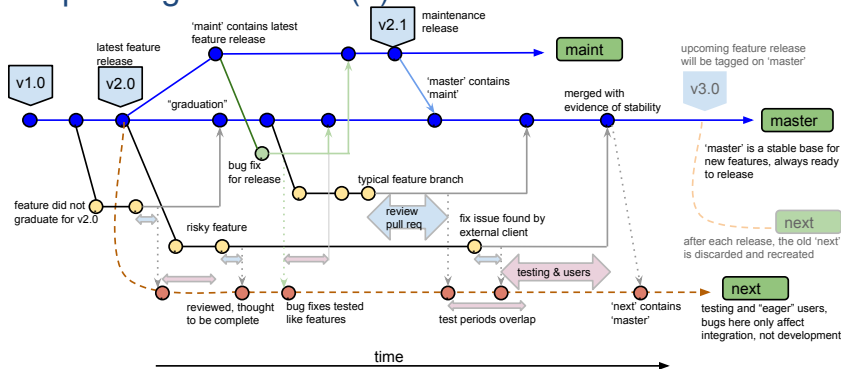 'maint' contains latest
feature release
v2.1
maintenance
release
latest feature
release
maint
upcoming feature release
will be tagged on 'master'
v1.0
v2.0
'master' contains
'maint'
merged with
evidence of stability
v3.0
"graduation"
master
bug fix
for release
typical feature branch
'master' is a stable base for
new features, always ready
to release
feature did not
graduate for v2.0
risky feature
review
pull req
fix issue found by
external client
next
after each release, the old 'next'
is discarded and recreated
testing & users
next
reviewed, thought
to be complete
bug fixes tested
like features
test periods overlap
'next' contains
'master'
testing and "eager" users,
bugs here only affect
integration, not development
time